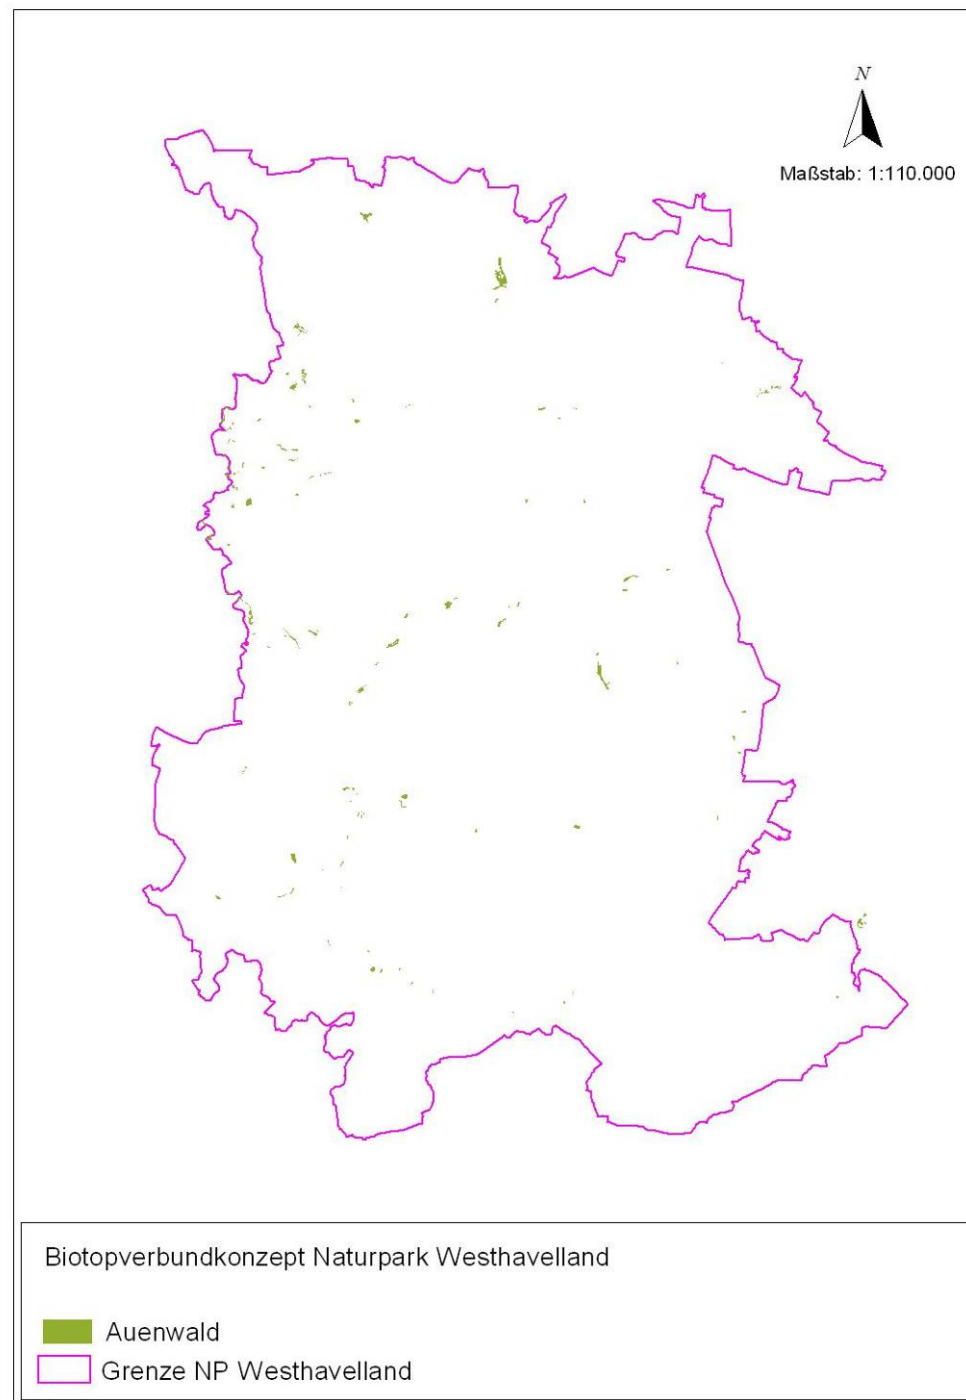 N
Maßstab: 1:110.000
Biotopverbundkonzept Naturpark Westhavelland
Auenwald
Grenze NP Westhavelland